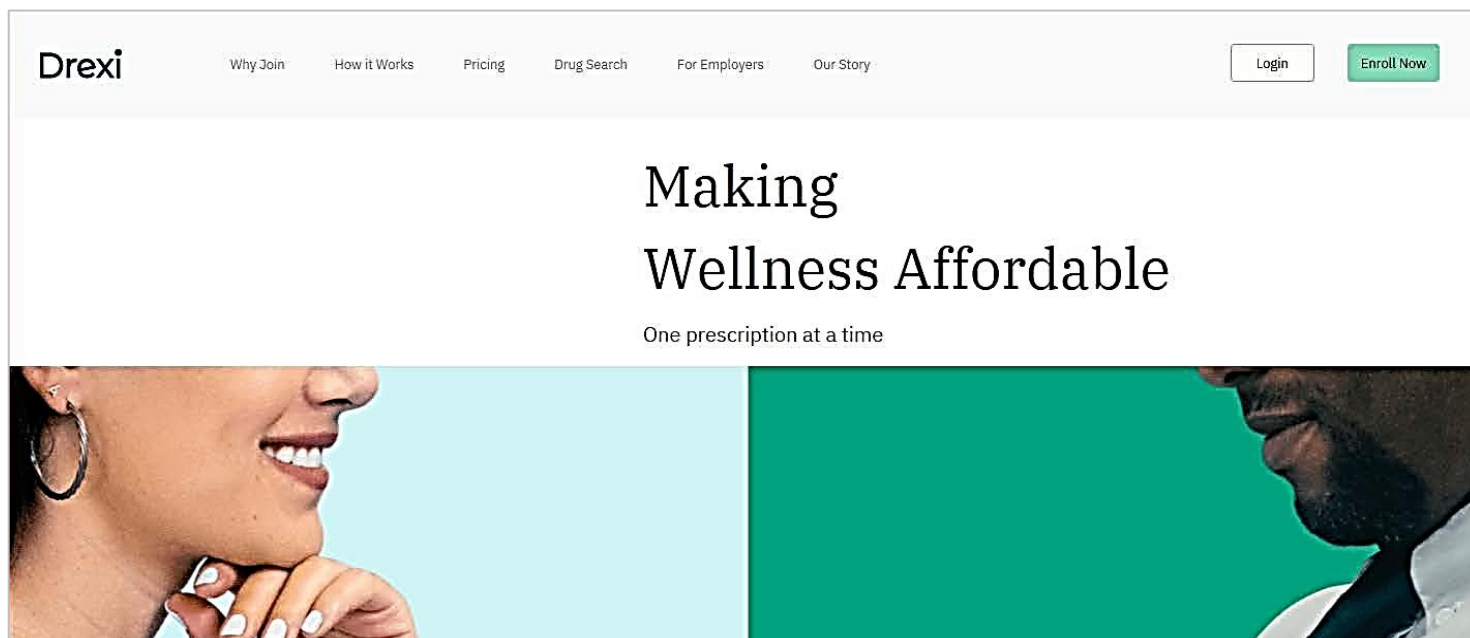 Drexi
Why Join How it Works Pricing Drug Search For Employers Our Story Login Enroll Now
Making
Wellness Affordable
One prescription at a time